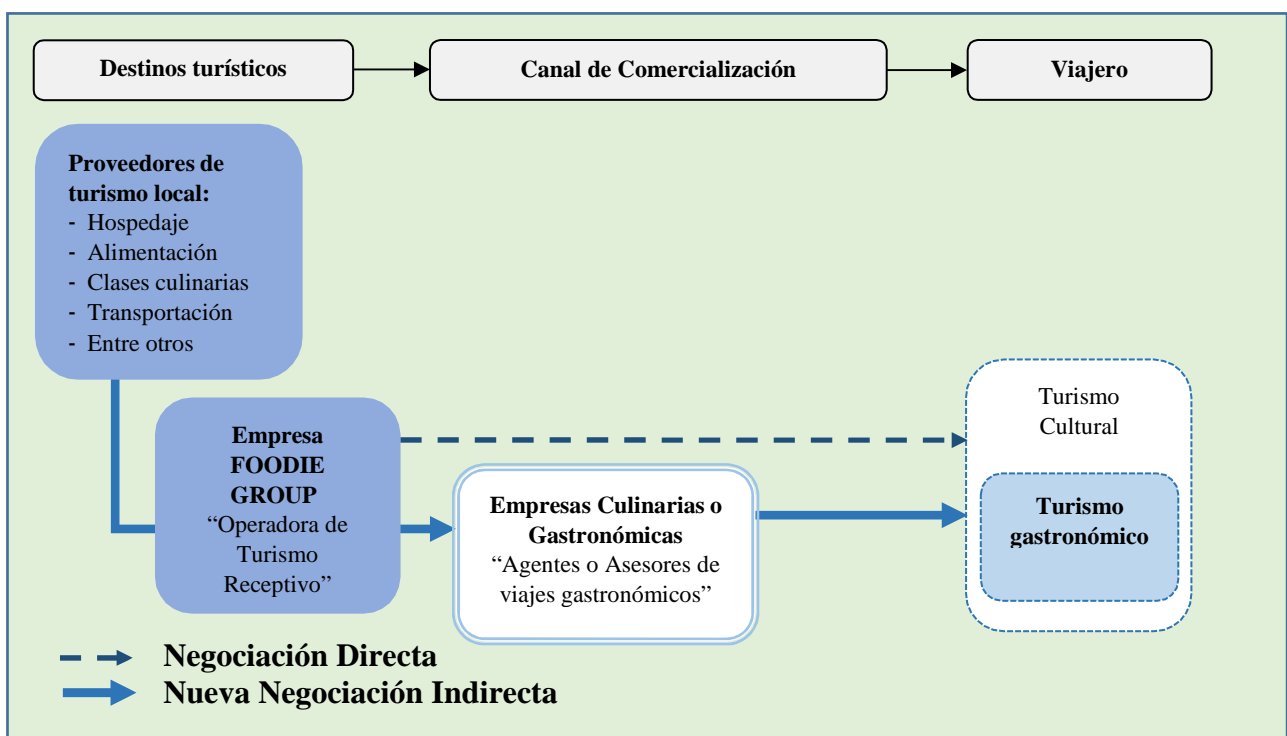 Destinos turísticos
Canal de Comercialización
Viajero
Proveedores de
turismo local:
- Hospedaje
- Alimentación
- Clases culinarias
- Transportación
- Entre otros
Empresa
FOODIE
GROUP
“Operadora de
Turismo
Receptivo”
Empresas Culinarias o
Gastronómicas
“Agentes o Asesores de
viajes gastronómicos”
Turismo
Cultural
Turismo
gastronómico
Negociación Directa
Nueva Negociación Indirecta